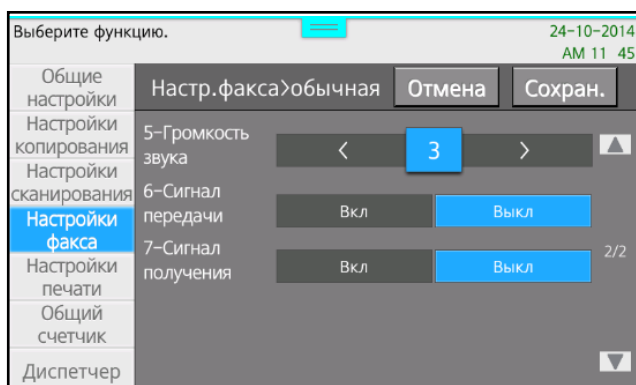 Выберите функцию.
24-10-2014
AM 11 45
Общие
настройки
Настройки
копирования
Настройки
сканирования
Настройки
факса
Настройки
печати
Общий
счетчик
Диспетчер
Настр.факса>обычная
Отмена
Сохран.
5-Громкость
звука
< 3 >
6-Сигнал
передачи
Вкл Выкл
7-Сигнал
получения
Вкл Выкл
2/2